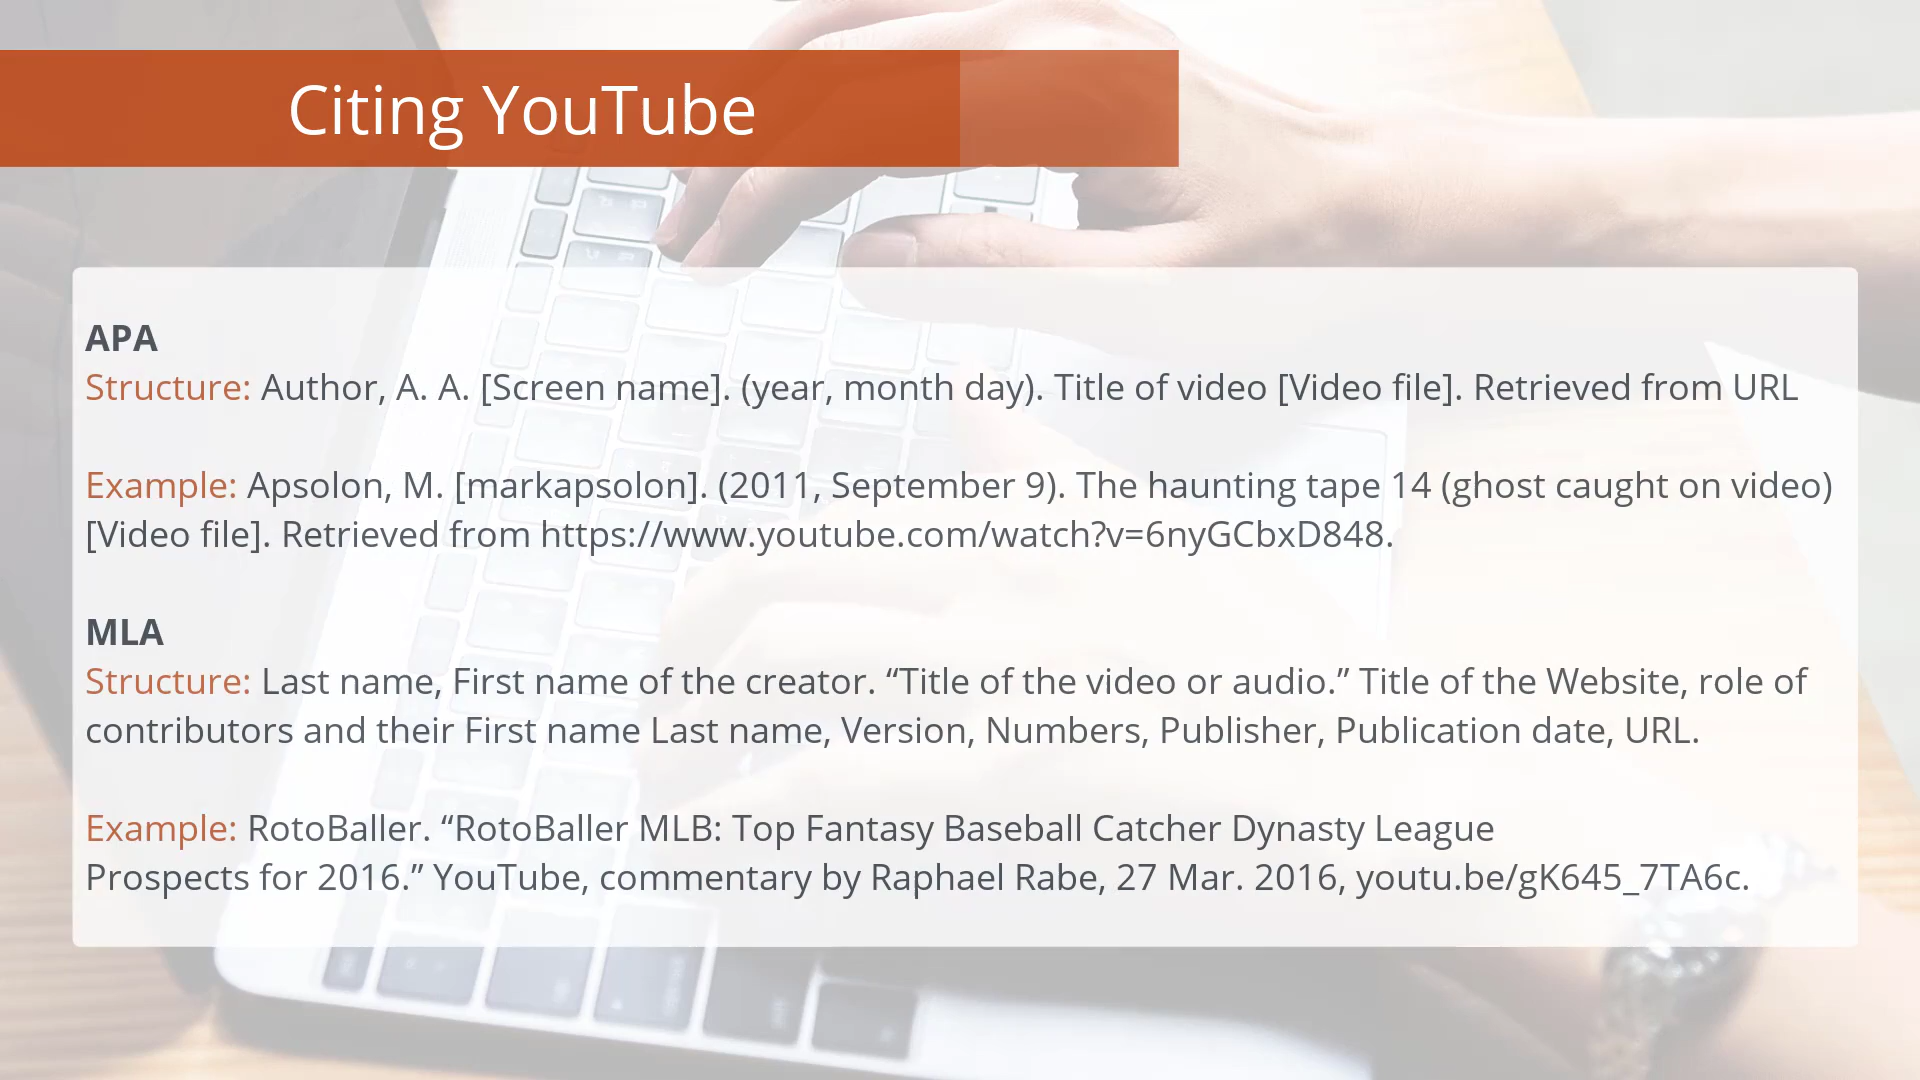 Citing YouTube
APA
Structure: Author, A. A. [Screen name]. (year, month day). Title of video [Video file]. Retrieved from URL
Example: Apsolon, M. [markapsolon]. (2011, September 9). The haunting tape 14 (ghost caught on video)
[Video file]. Retrieved from https://www.youtube.com/watch?v=6nyGCbxD848.
MLA
Structure: Last name, First name of the creator. “Title of the video or audio.” Title of the Website, role of
contributors and their First name Last name, Version, Numbers, Publisher, Publication date, URL.
Example: RotoBaller. “RotoBaller MLB: Top Fantasy Baseball Catcher Dynasty League
Prospects for 2016.” YouTube, commentary by Raphael Rabe, 27 Mar. 2016, youtu.be/gK645_7TA6c.